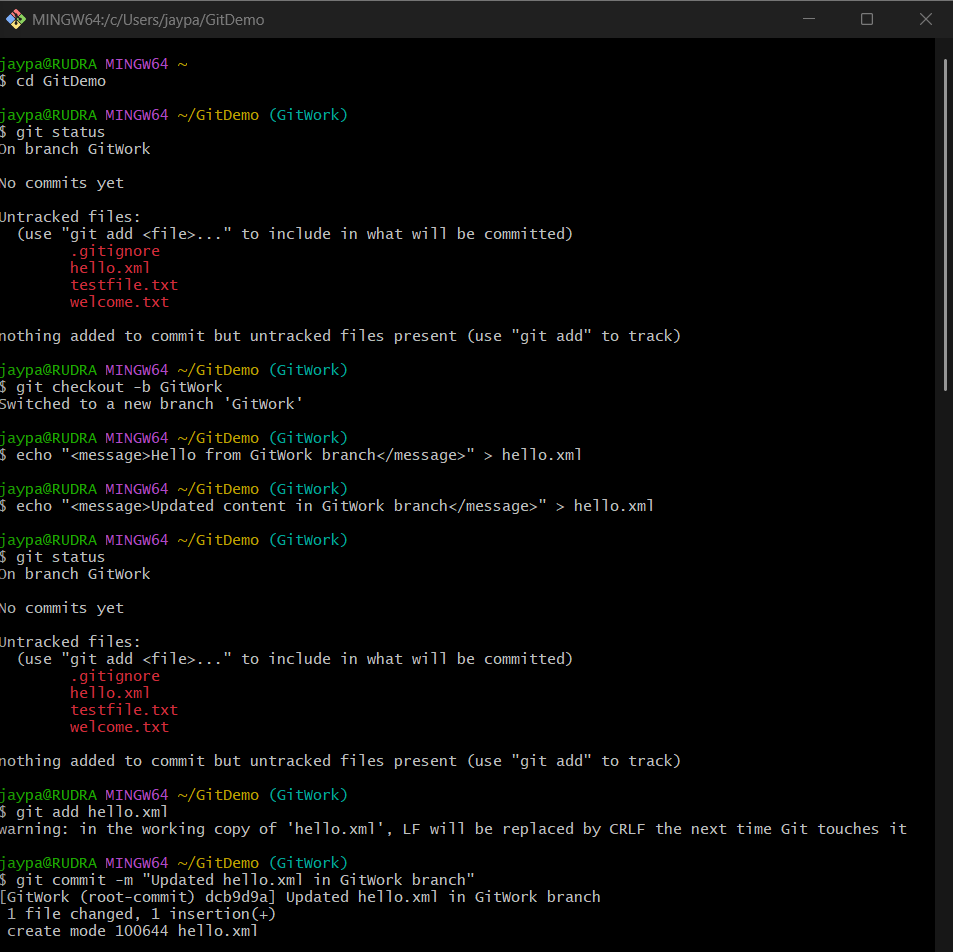 MINGW64:/c/Users/jaypa/GitDemo
jaypa@RUDRA MINGW64 ~
$ cd GitDemo
jaypa@RUDRA MINGW64 ~/GitDemo (GitWork)
$ git status
On branch GitWork
No commits yet
Untracked files:
(use "git add <file>..." to include in what will be committed)
.gitignore
hello.xml
testfile.txt
welcome.txt
nothing added to commit but untracked files present (use "git add" to track)
jaypa@RUDRA MINGW64 ~/GitDemo (GitWork)
$ git checkout -b GitWork
Switched to a new branch 'GitWork'
jaypa@RUDRA MINGW64 ~/GitDemo (GitWork)
$ echo "<message>Hello from GitWork branch</message>" > hello.xml
jaypa@RUDRA MINGW64 ~/GitDemo (GitWork)
$ echo "<message>Updated content in GitWork branch</message>" > hello.xml
jaypa@RUDRA MINGW64 ~/GitDemo (GitWork)
$ git status
On branch GitWork
No commits yet
Untracked files:
(use "git add <file>..." to include in what will be committed)
.gitignore
hello.xml
testfile.txt
welcome.txt
nothing added to commit but untracked files present (use "git add" to track)
jaypa@RUDRA MINGW64 ~/GitDemo (GitWork)
$ git add hello.xml
warning: in the working copy of 'hello.xml', LF will be replaced by CRLF the next time Git touches it
jaypa@RUDRA MINGW64 ~/GitDemo (GitWork)
$ git commit -m "Updated hello.xml in GitWork branch"
[GitWork (root-commit) dcb9d9a] Updated hello.xml in GitWork branch
1 file changed, 1 insertion(+)
create mode 100644 hello.xml